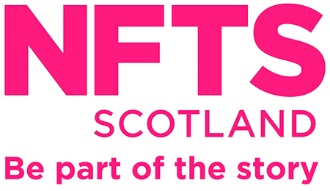 NFTS
SCOTLAND
Be part of the story